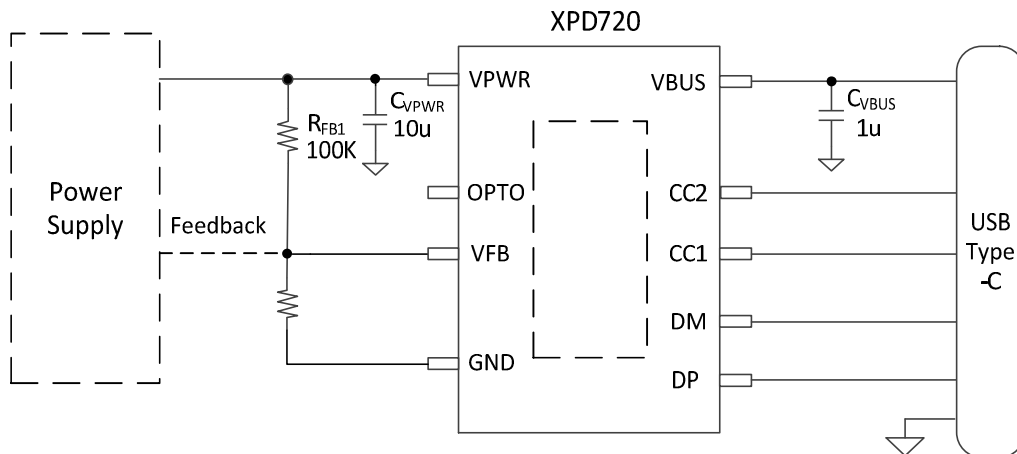 XPD720
VPWR
VBUS
CVPWR
10u
CVBUS
1u
RFB1
100K
Power
Supply
OPTO
CC2
Feedback
VFB
CC1
USB
Type
-C
DM
GND
DP